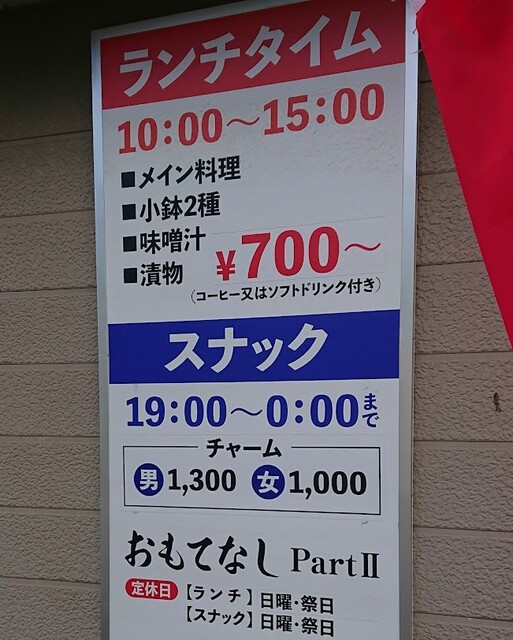 ランチタイム
10:00～15:00
■メイン料理
■小鉢2種
■味噌汁
■漬物
¥700～
(コーヒー又はソフトドリンク付き)
スナック
19:00～0:00まで
チャーム
男1,300 女1,000
おもてなし PartⅡ
定休日 【ランチ】日曜・祭日
【スナック】日曜・祭日